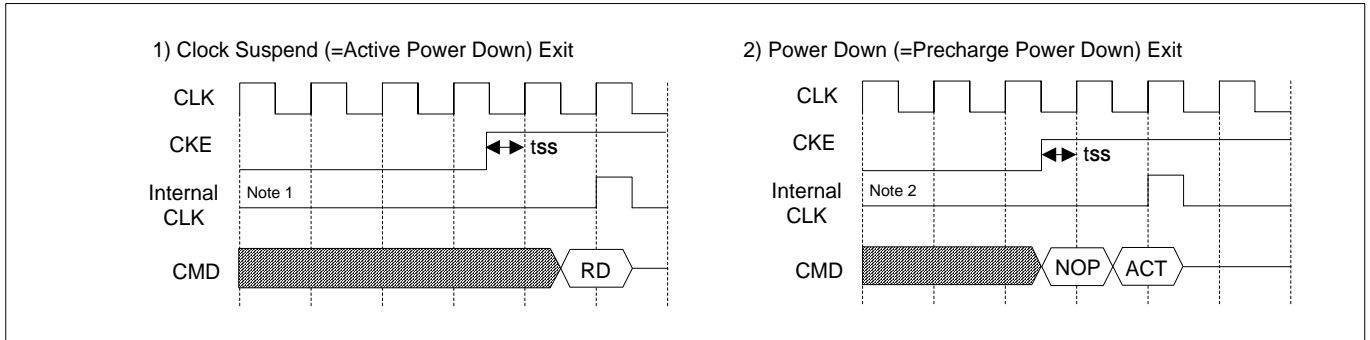 1) Clock Suspend (=Active Power Down) Exit
CLK
CKE
tss
Internal
CLK
Note 1
CMD
RD
2) Power Down (=Precharge Power Down) Exit
CLK
CKE
tss
Internal
CLK
Note 2
CMD
NOP
ACT